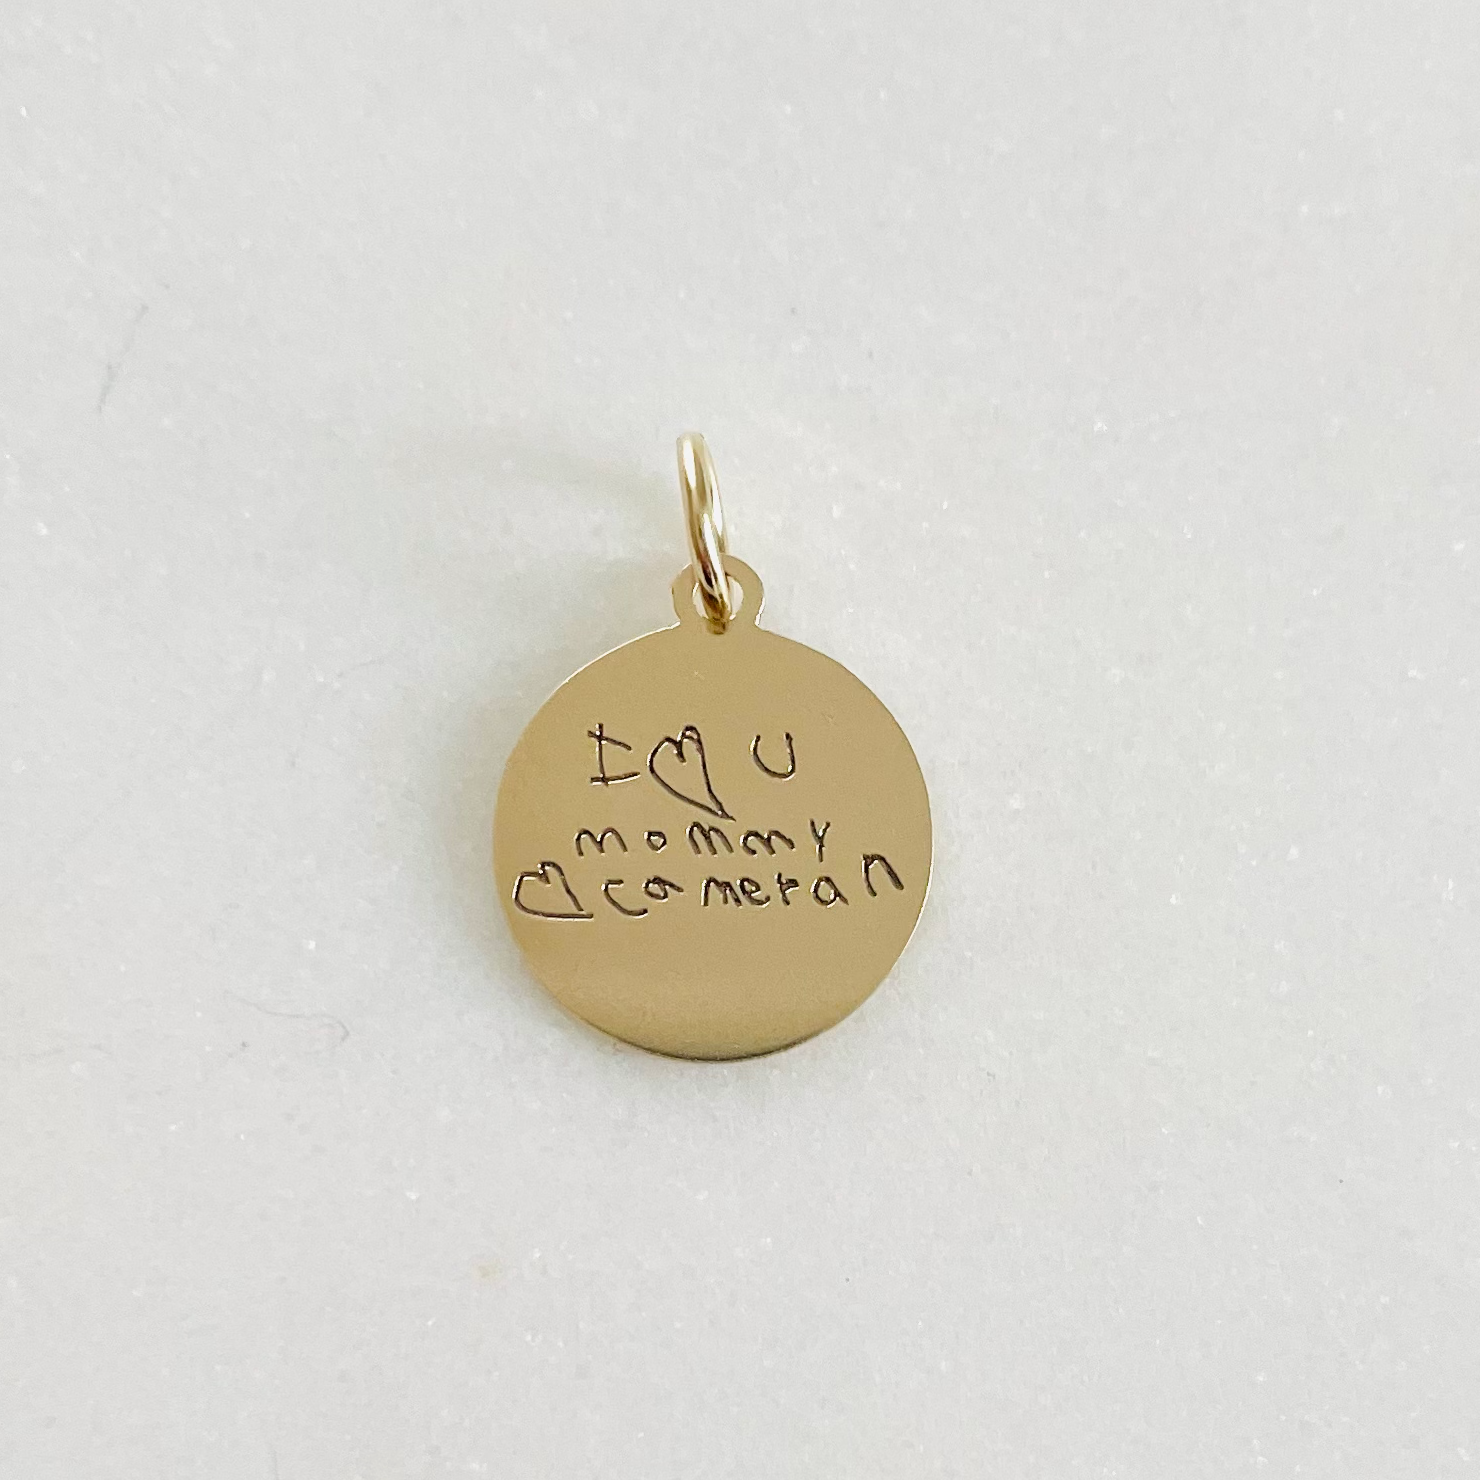 I ♡ U
mommy
♡ cameran